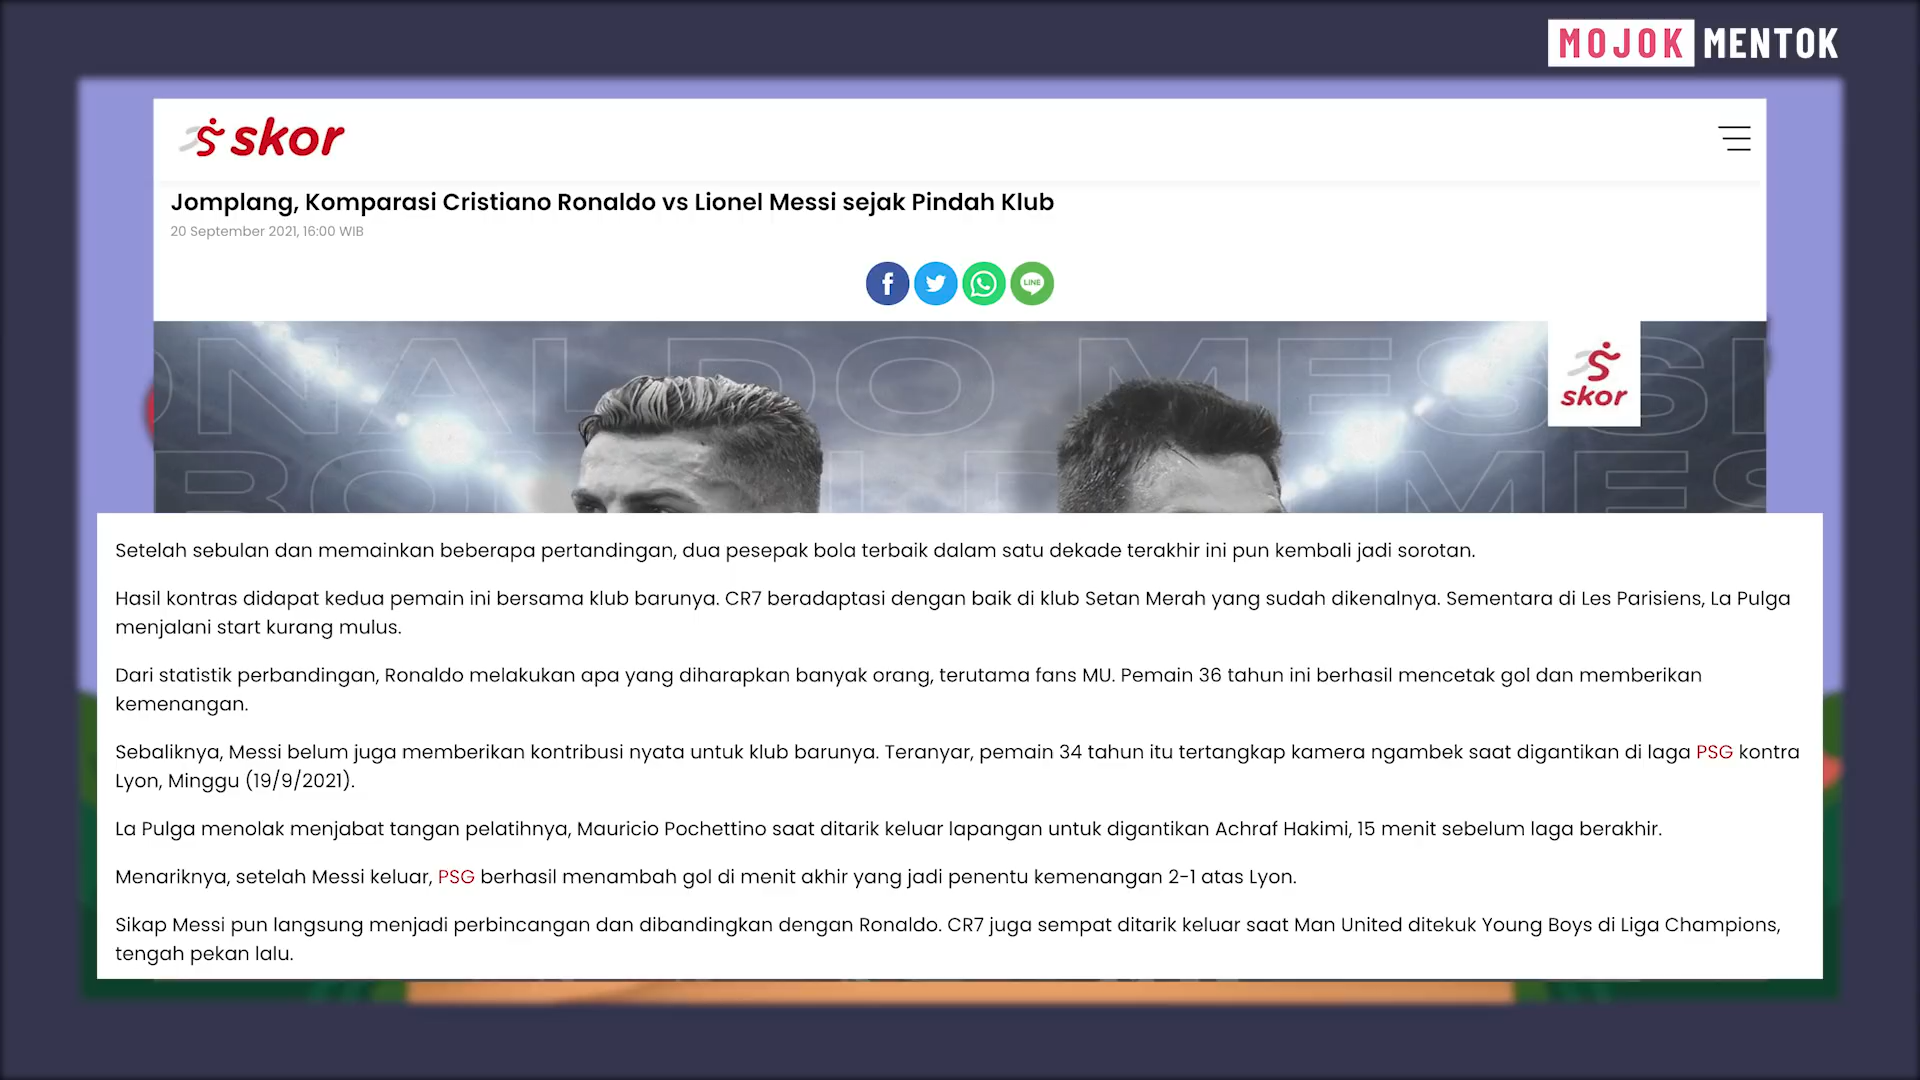 MOJOK MENTOK
skor
Jomplang, Komparasi Cristiano Ronaldo vs Lionel Messi sejak Pindah Klub
20 September 2021, 16:00 WIB
LINE
ONALDO MESSI
skor
Setelah sebulan dan memainkan beberapa pertandingan, dua pesepak bola terbaik dalam satu dekade terakhir ini pun kembali jadi sorotan.
Hasil kontras didapat kedua pemain ini bersama klub barunya. CR7 beradaptasi dengan baik di klub Setan Merah yang sudah dikenalnya. Sementara di Les Parisiens, La Pulga
menjalani start kurang mulus.
Dari statistik perbandingan, Ronaldo melakukan apa yang diharapkan banyak orang, terutama fans MU. Pemain 36 tahun ini berhasil mencetak gol dan memberikan
kemenangan.
Sebaliknya, Messi belum juga memberikan kontribusi nyata untuk klub barunya. Teranyar, pemain 34 tahun itu tertangkap kamera ngambek saat digantikan di laga PSG kontra
Lyon, Minggu (19/9/2021).
La Pulga menolak menjabat tangan pelatihnya, Mauricio Pochettino saat ditarik keluar lapangan untuk digantikan Achraf Hakimi, 15 menit sebelum laga berakhir.
Menariknya, setelah Messi keluar, PSG berhasil menambah gol di menit akhir yang jadi penentu kemenangan 2-1 atas Lyon.
Sikap Messi pun langsung menjadi perbincangan dan dibandingkan dengan Ronaldo. CR7 juga sempat ditarik keluar saat Man United ditekuk Young Boys di Liga Champions,
tengah pekan lalu.